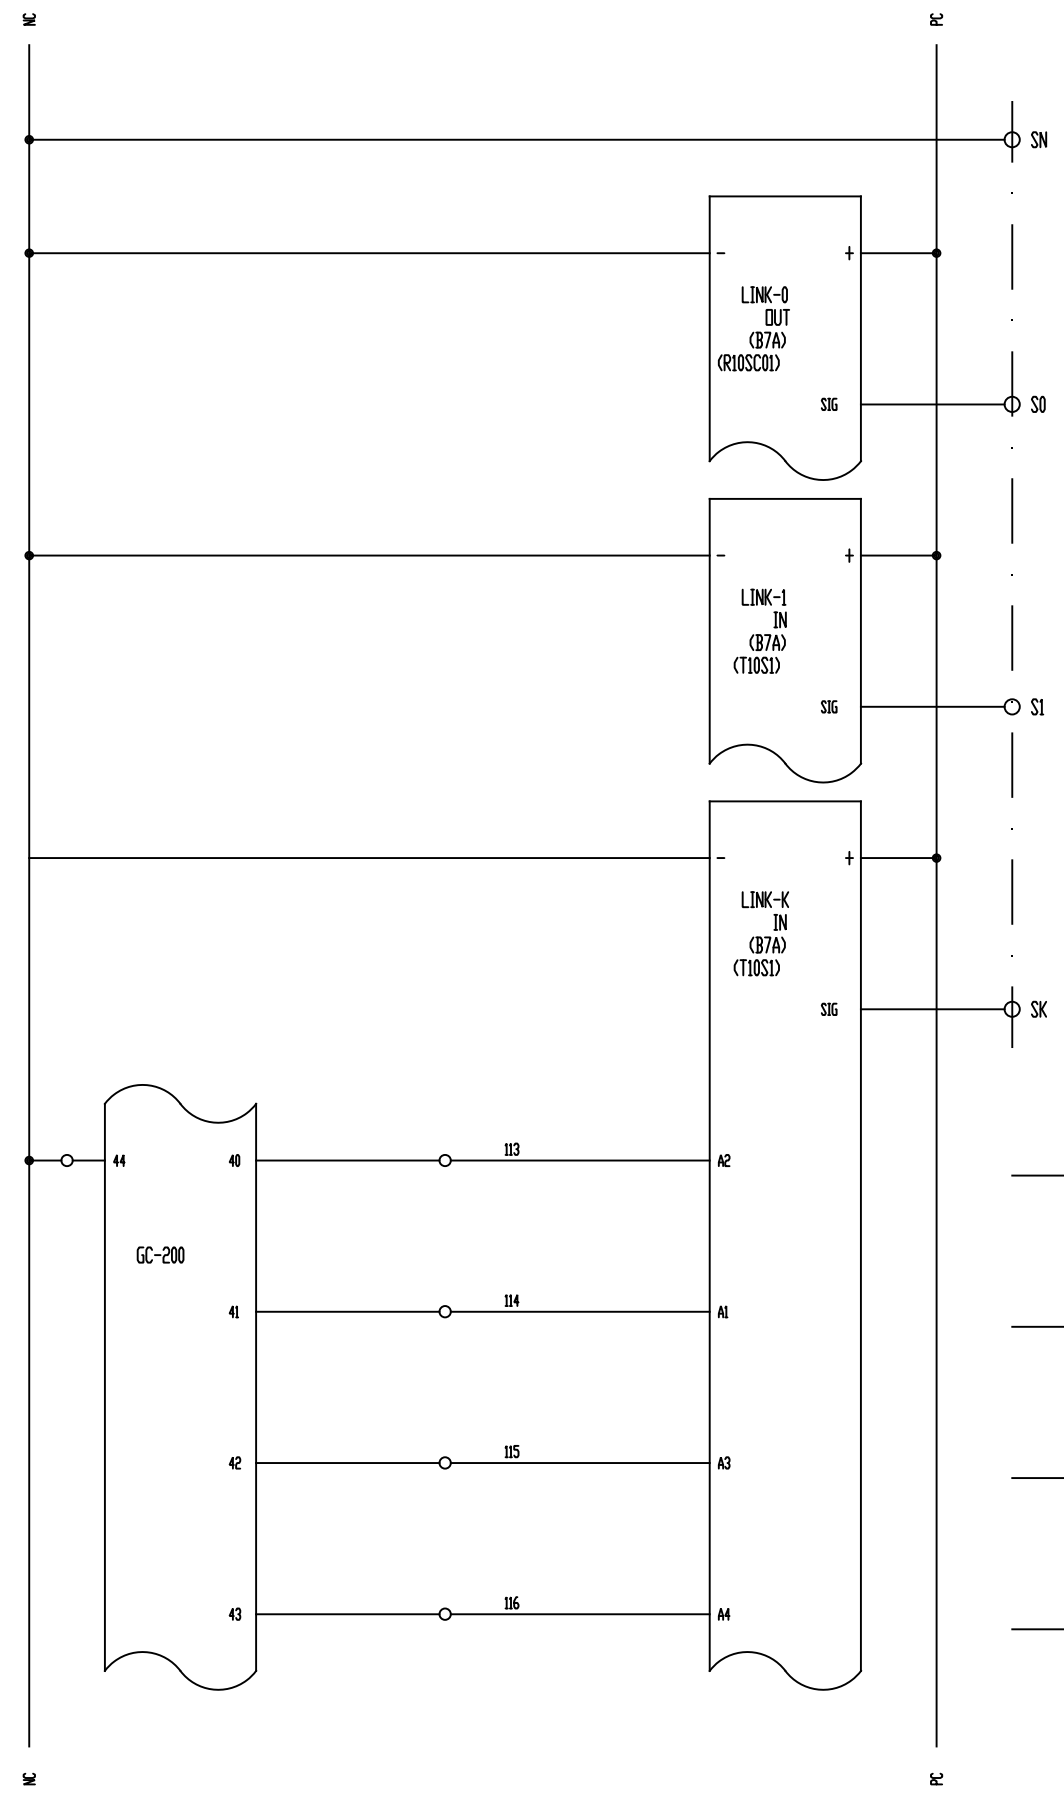 NC
PC
SN
- +
LINK-0
OUT
(B7A)
(R10SC01)
SIG
S0
- +
LINK-1
IN
(B7A)
(T10S1)
SIG
S1
- +
LINK-K
IN
(B7A)
(T10S1)
SIG
SK
44
40
113
A2
GC-200
41
114
A1
42
115
A3
43
116
A4
NC
PC